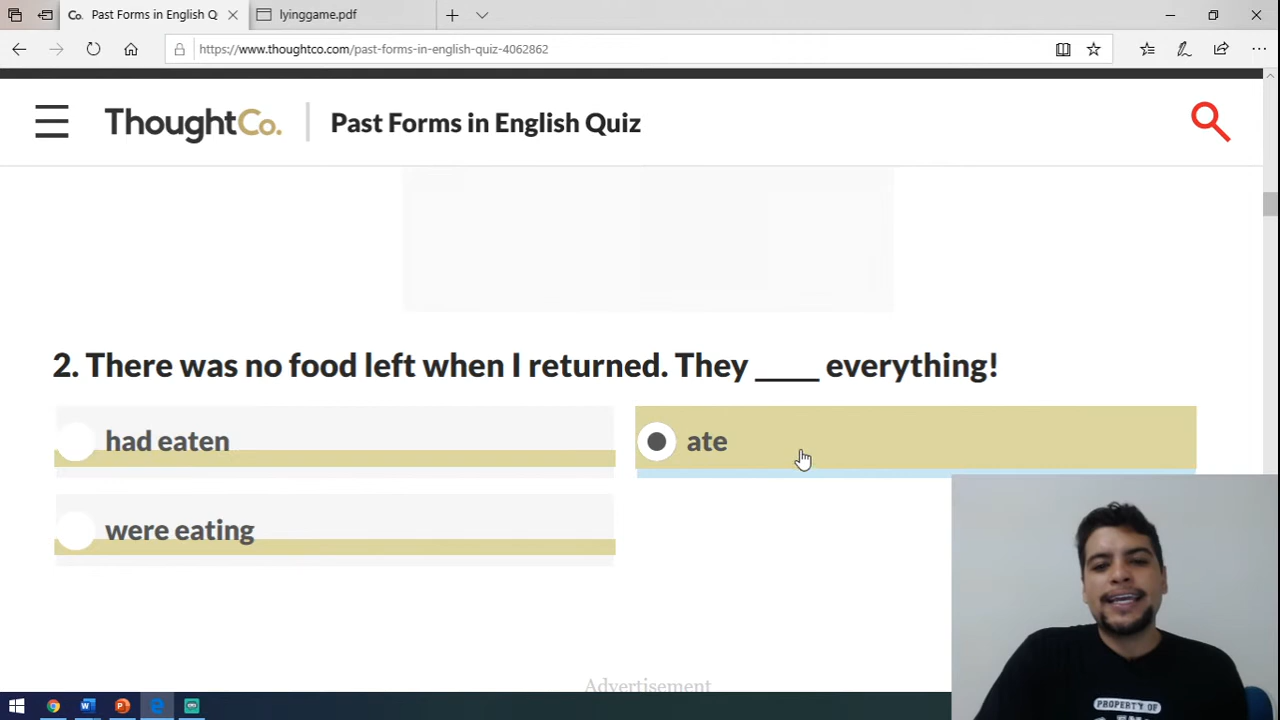 Co. Past Forms in English Q
lyinggame.pdf
https://www.thoughtco.com/past-forms-in-english-quiz-4062862
ThoughtCo.
Past Forms in English Quiz
2. There was no food left when I returned. They ____ everything!
had eaten
ate
were eating
Advertisement
PROPERTY OF